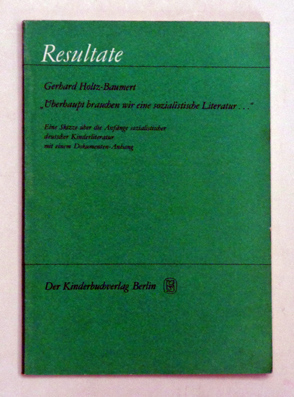 Resultate
Gerhard Holtz-Baumert
„Überhaupt brauchen wir eine sozialistische Literatur . . ."
Eine Skizze über die Anfänge sozialistischer
deutscher Kinderliteratur
mit einem Dokumenten-Anhang
Der Kinderbuchverlag Berlin